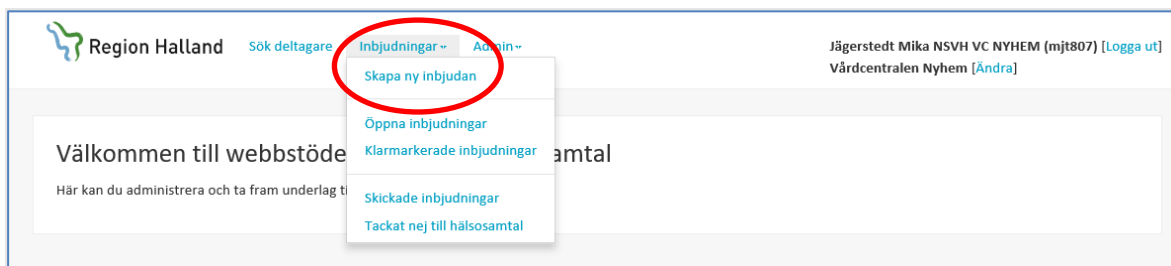 Region Halland
Sök deltagare Inbjudningar Admin
Jägerstedt Mika NSVH VC NYHEM (mjt807) [Logga ut]
Vårdcentralen Nyhem [Ändra]
Skapa ny inbjudan
Öppna inbjudningar
Klarmarkerade inbjudningar
Skickade inbjudningar
Tackat nej till hälsosamtal
Välkommen till webbstöde amtal
Här kan du administrera och ta fram underlag ti